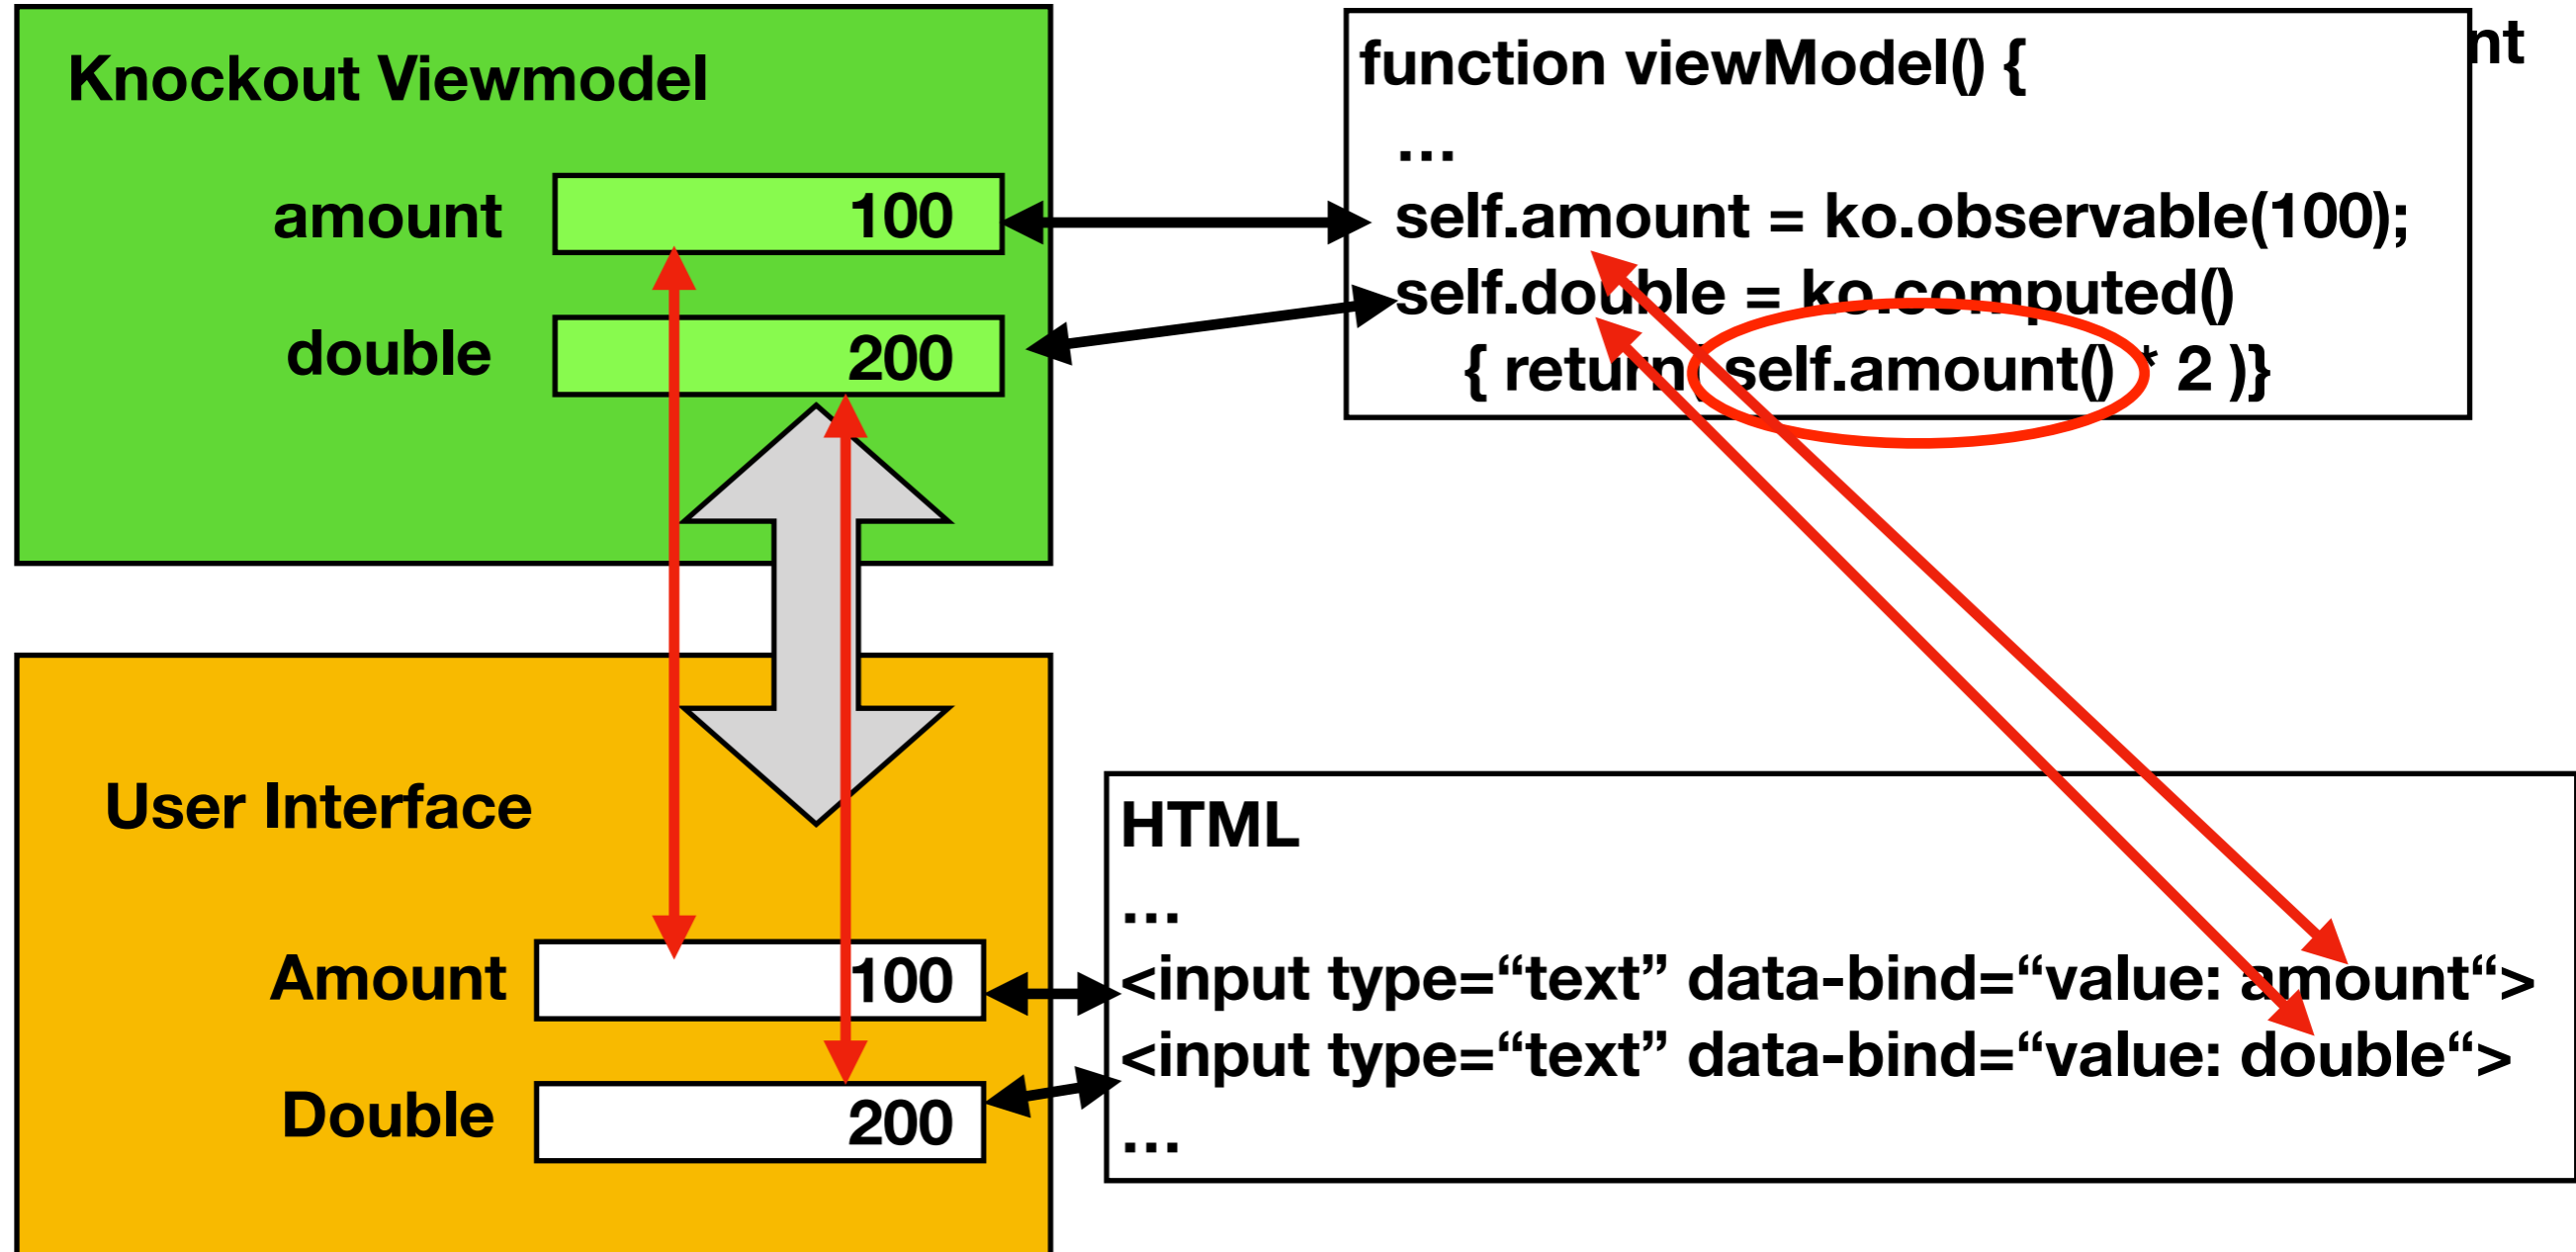 Knockout Viewmodel
amount 100
double 200
function viewModel() {
…
self.amount = ko.observable(100);
self.double = ko.computed()
{ return( self.amount() * 2 )}
nt
User Interface
Amount 100
Double 200
HTML
…
<input type=“text” data-bind=“value: amount“>
<input type=“text” data-bind=“value: double“>
…